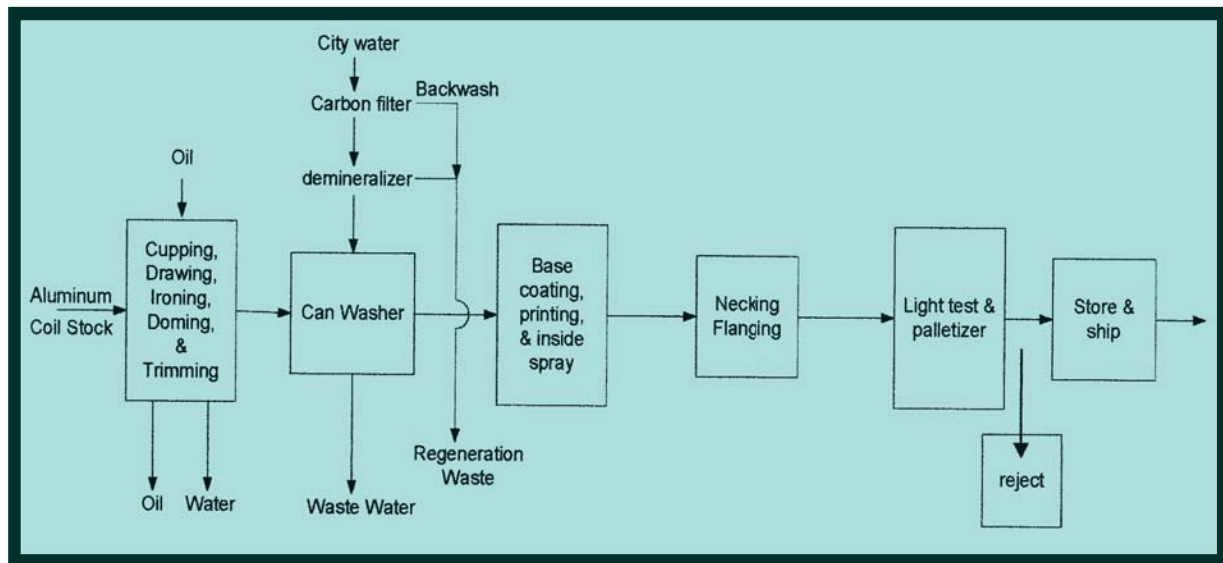 City water
Backwash
Carbon filter
Oil
demineralizer
Cupping,
Drawing,
Ironing,
Doming,
&
Trimming
Aluminum
Coil Stock
Can Washer
Base
coating,
printing,
& inside
spray
Necking
Flanging
Light test &
palletizer
Store &
ship
Regeneration
Waste
reject
Oil
Water
Waste Water